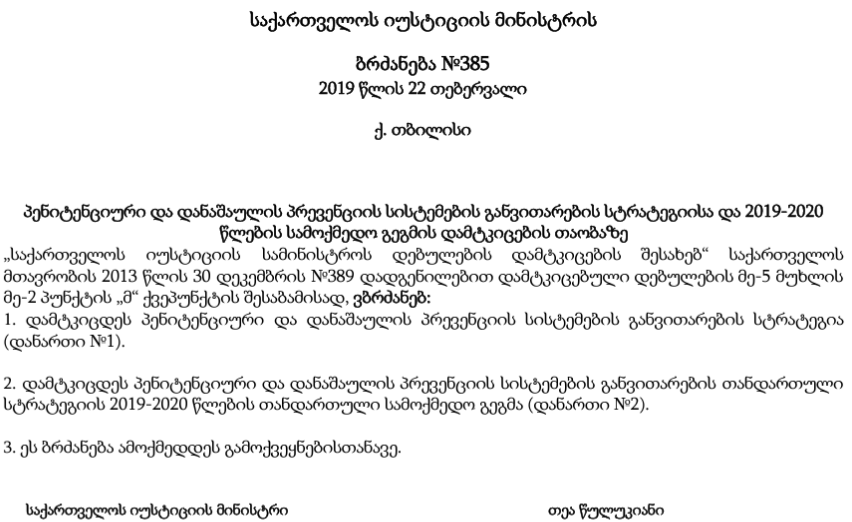 საქართველოს იუსტიციის მინისტრის
ბრძანება №385
2019 წლის 22 თებერვალი
ქ. თბილისი
პენიტენციური და დანაშაულის პრევენციის სისტემების განვითარების სტრატეგიისა და 2019-2020
წლების სამოქმედო გეგმის დამტკიცების თაობაზე
„საქართველოს იუსტიციის სამინისტროს დებულების დამტკიცების შესახებ“ საქართველოს
მთავრობის 2013 წლის 30 დეკემბრის №389 დადგენილებით დამტკიცებული დებულების მე-5 მუხლის
მე-2 პუნქტის „მ“ ქვეპუნქტის შესაბამისად, ვბრძანებ:
1. დამტკიცდეს პენიტენციური და დანაშაულის პრევენციის სისტემების განვითარების სტრატეგია
(დანართი №1).
2. დამტკიცდეს პენიტენციური და დანაშაულის პრევენციის სისტემების განვითარების თანდართული
სტრატეგიის 2019-2020 წლების თანდართული სამოქმედო გეგმა (დანართი №2).
3. ეს ბრძანება ამოქმედდეს გამოქვეყნებისთანავე.
საქართველოს იუსტიციის მინისტრი თეა წულუკიანი